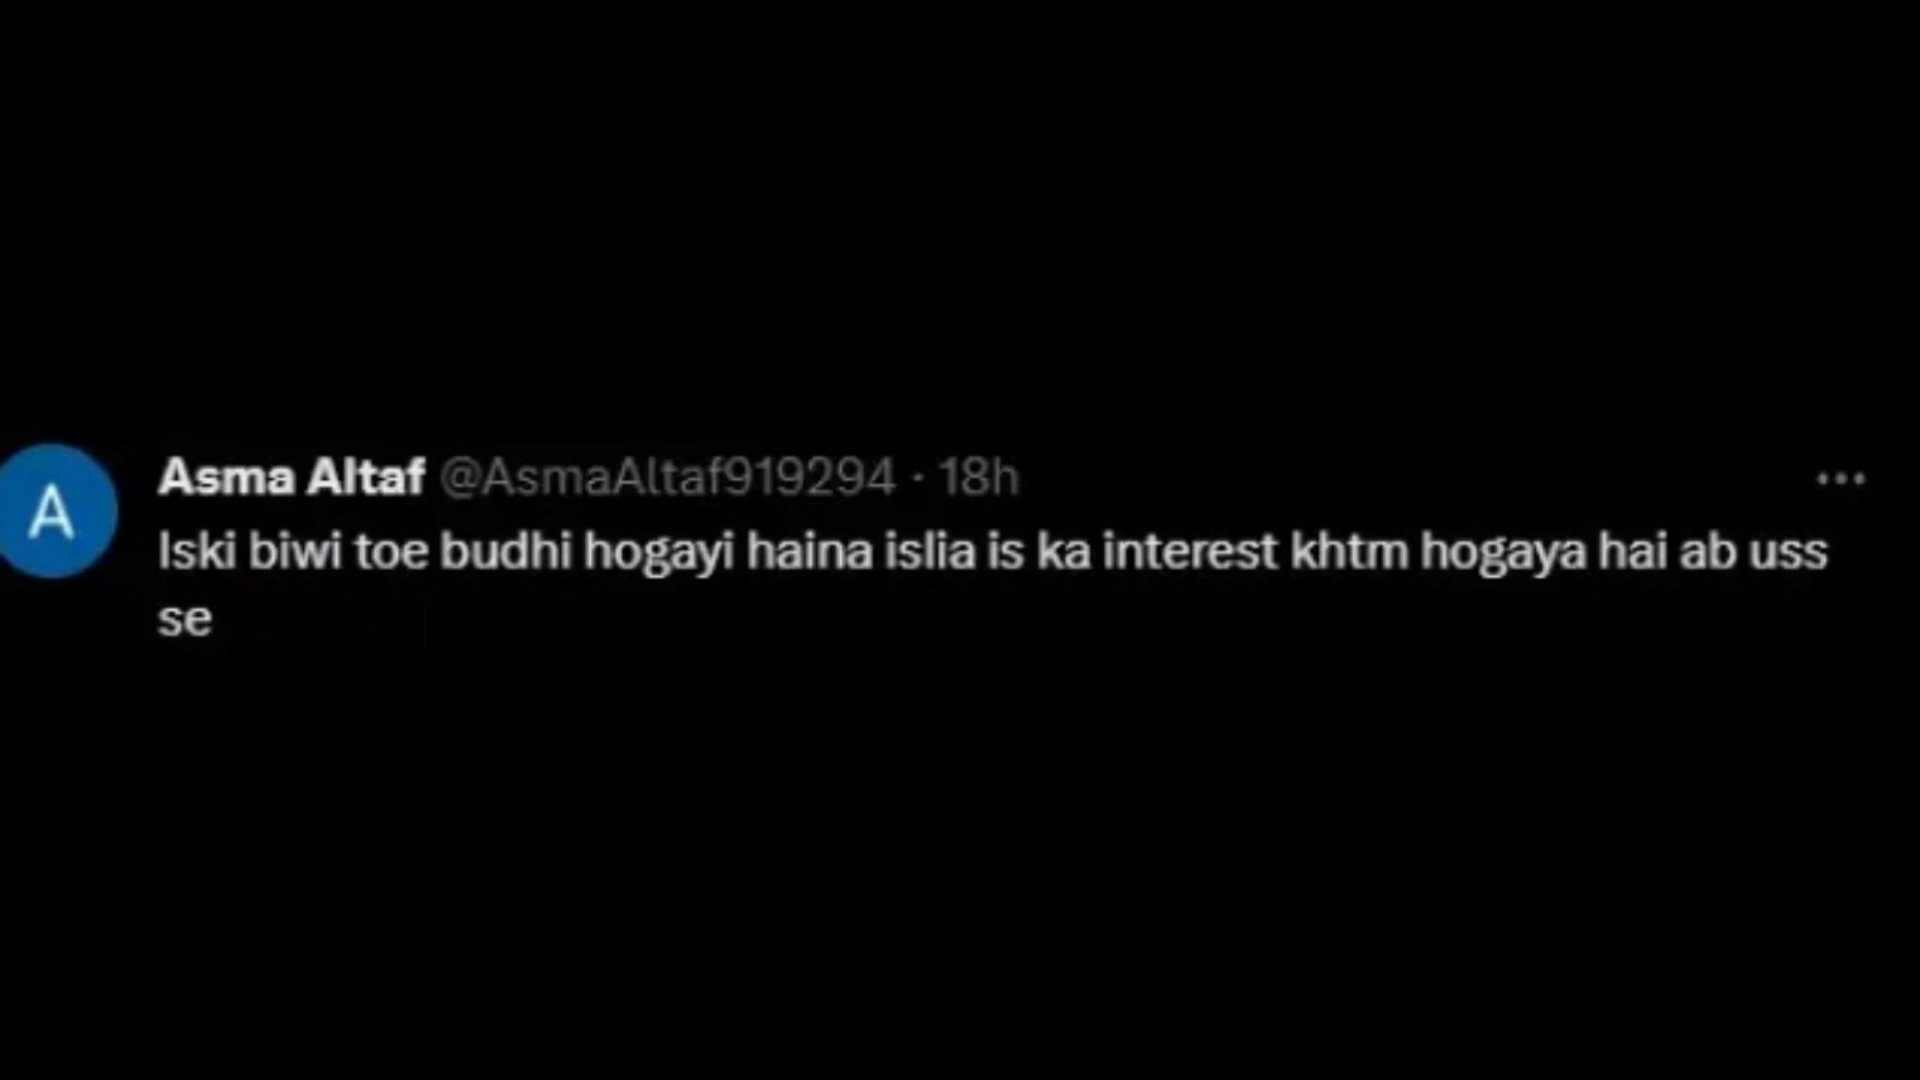 A
Asma Altaf @AsmaAltaf919294 · 18h
Iski biwi toe budhi hogayi haina islia is ka interest khtm hogaya hai ab uss
se